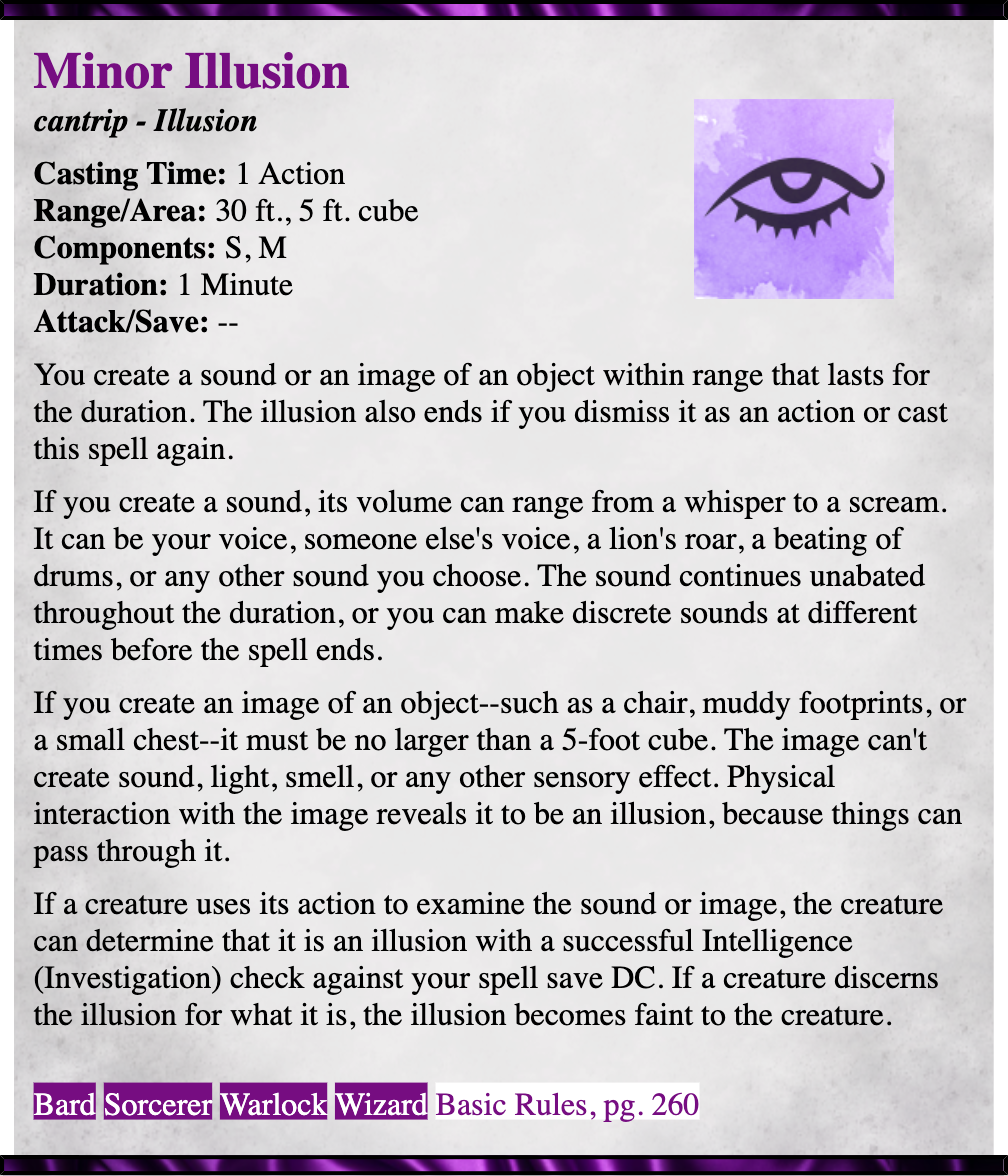 Minor Illusion
cantrip - Illusion
Casting Time: 1 Action
Range/Area: 30 ft., 5 ft. cube
Components: S, M
Duration: 1 Minute
Attack/Save: --
You create a sound or an image of an object within range that lasts for
the duration. The illusion also ends if you dismiss it as an action or cast
this spell again.
If you create a sound, its volume can range from a whisper to a scream.
It can be your voice, someone else's voice, a lion's roar, a beating of
drums, or any other sound you choose. The sound continues unabated
throughout the duration, or you can make discrete sounds at different
times before the spell ends.
If you create an image of an object--such as a chair, muddy footprints, or
a small chest--it must be no larger than a 5-foot cube. The image can't
create sound, light, smell, or any other sensory effect. Physical
interaction with the image reveals it to be an illusion, because things can
pass through it.
If a creature uses its action to examine the sound or image, the creature
can determine that it is an illusion with a successful Intelligence
(Investigation) check against your spell save DC. If a creature discerns
the illusion for what it is, the illusion becomes faint to the creature.
Bard Sorcerer Warlock Wizard Basic Rules, pg. 260